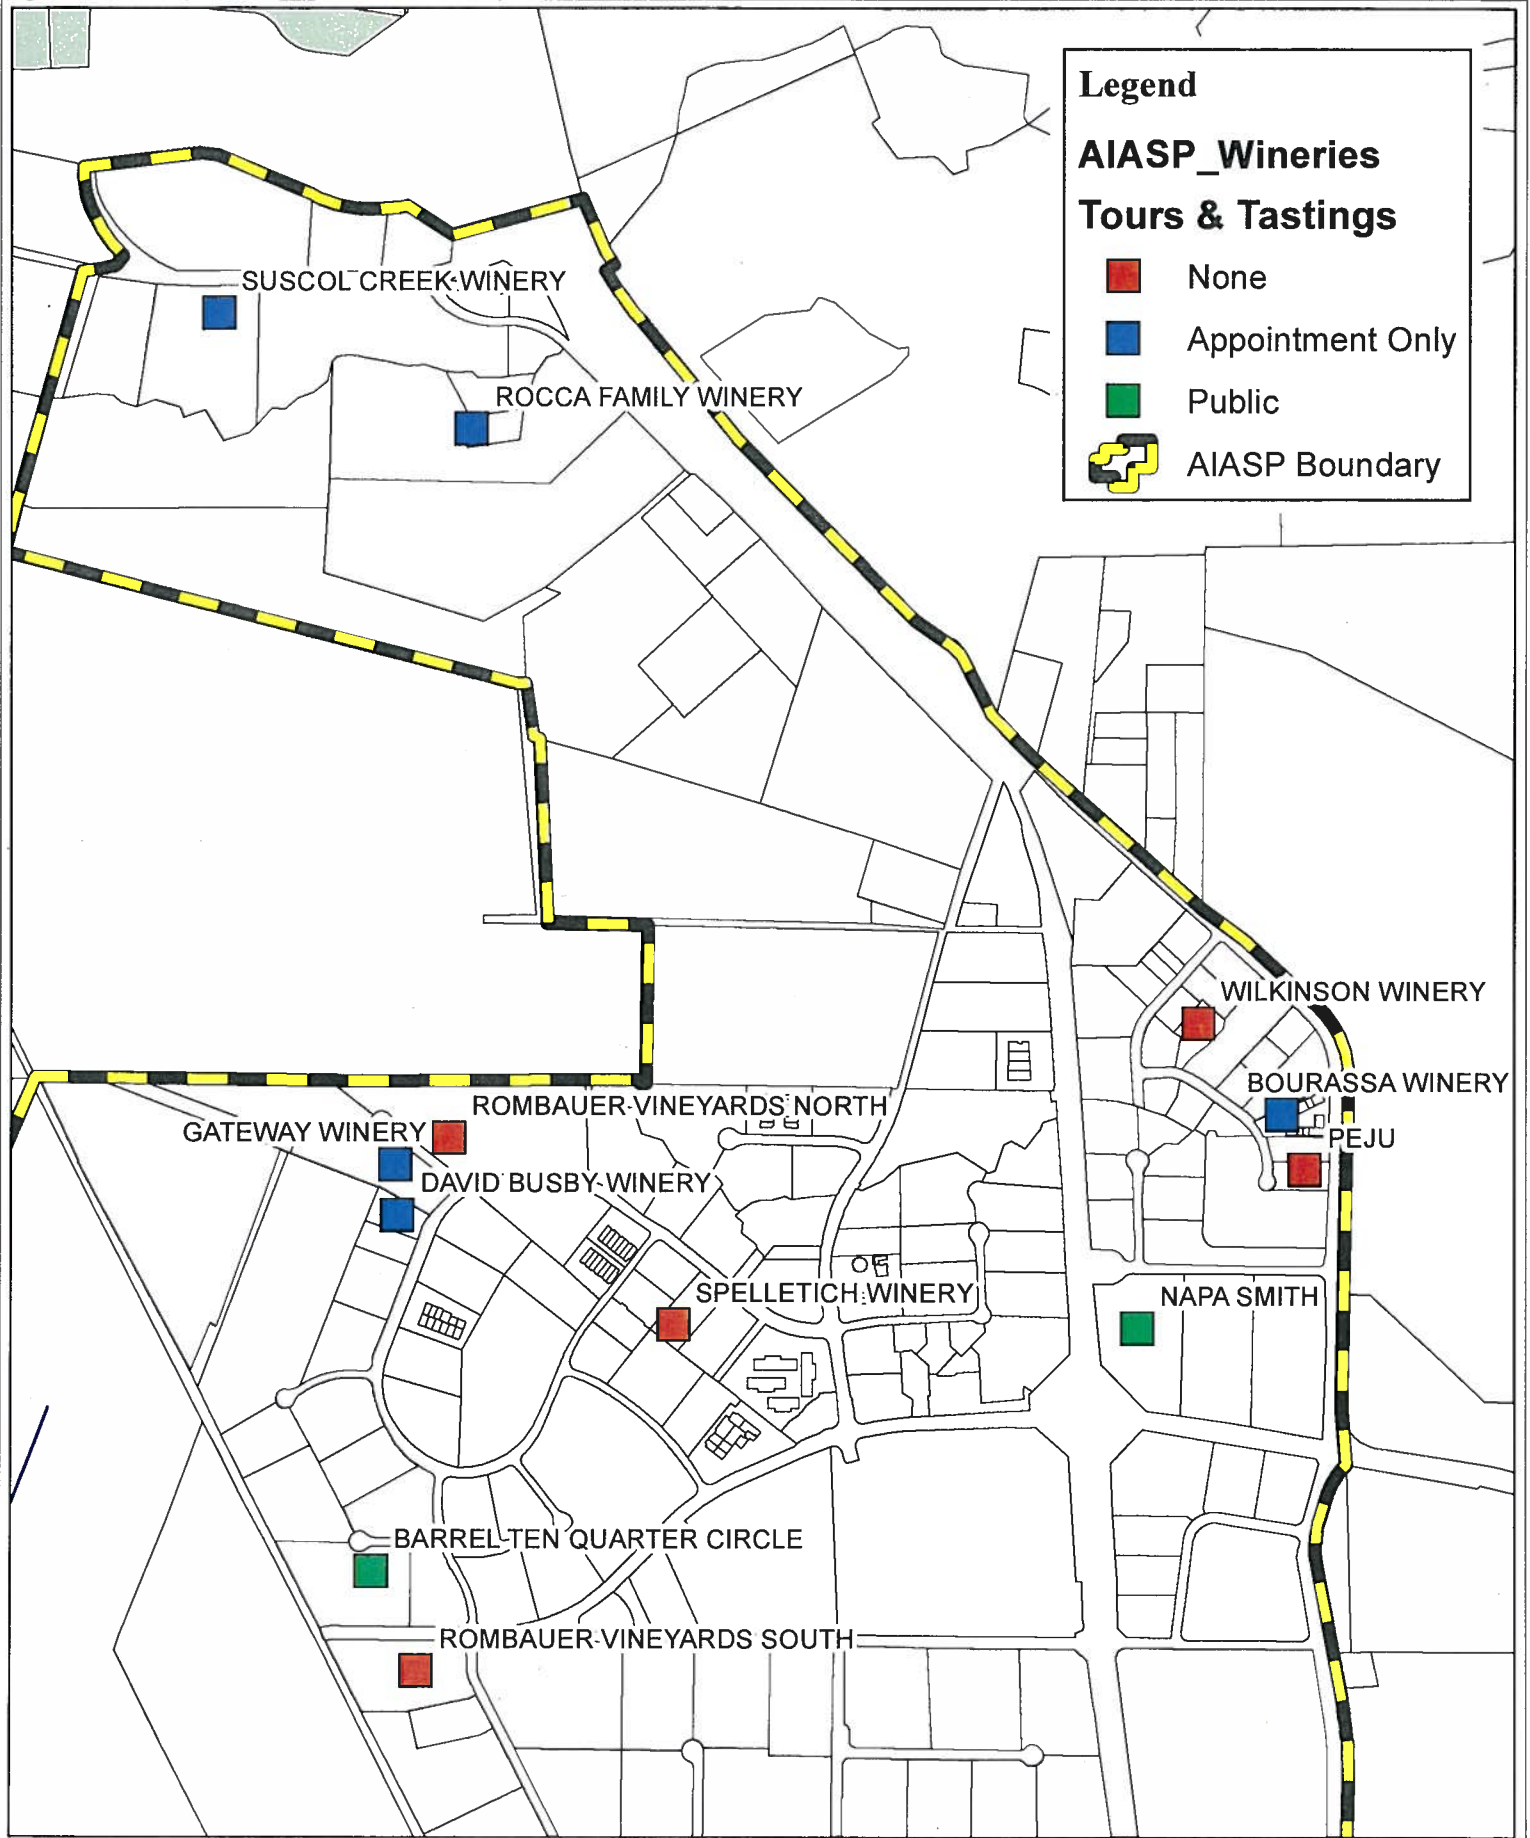 Legend
AIASP_Wineries
Tours & Tastings
None
Appointment Only
Public
AIASP Boundary
SUSCOL CREEK WINERY
ROCCA FAMILY WINERY
WILKINSON WINERY
BOURASSA WINERY
PEJU
ROMBAUER VINEYARDS NORTH
GATEWAY WINERY
DAVID BUSBY WINERY
SPELLETICH WINERY
NAPA SMITH
BARREL TEN QUARTER CIRCLE
ROMBAUER VINEYARDS SOUTH